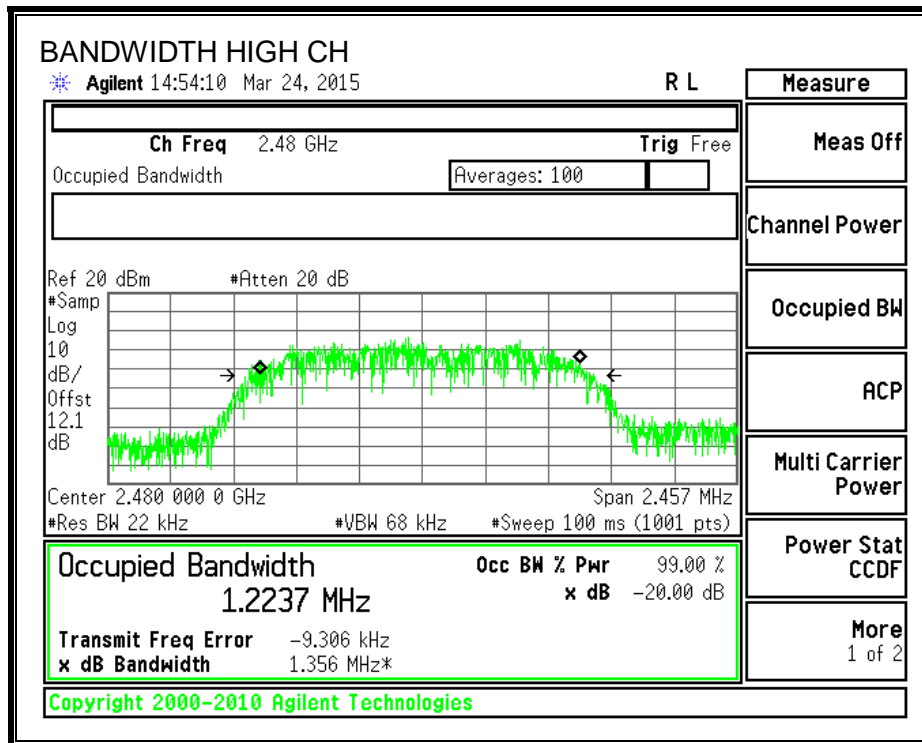 BANDWIDTH HIGH CH
Agilent 14:54:10 Mar 24, 2015 R L
Measure
Ch Freq 2.48 GHz Trig Free
Meas Off
Occupied Bandwidth Averages: 100
Channel Power
Ref 20 dBm #Atten 20 dB
#Samp
Log
10
dB/
Offst
12.1
dB
Occupied BW
ACP
Multi Carrier
Power
Center 2.480 000 0 GHz Span 2.457 MHz
#Res BW 22 kHz #VBW 68 kHz #Sweep 100 ms (1001 pts)
Power Stat
CCDF
Occupied Bandwidth Occ BW % Pwr 99.00 %
1.2237 MHz x dB -20.00 dB
Transmit Freq Error -9.306 kHz
x dB Bandwidth 1.356 MHz*
More
1 of 2
Copyright 2000-2010 Agilent Technologies